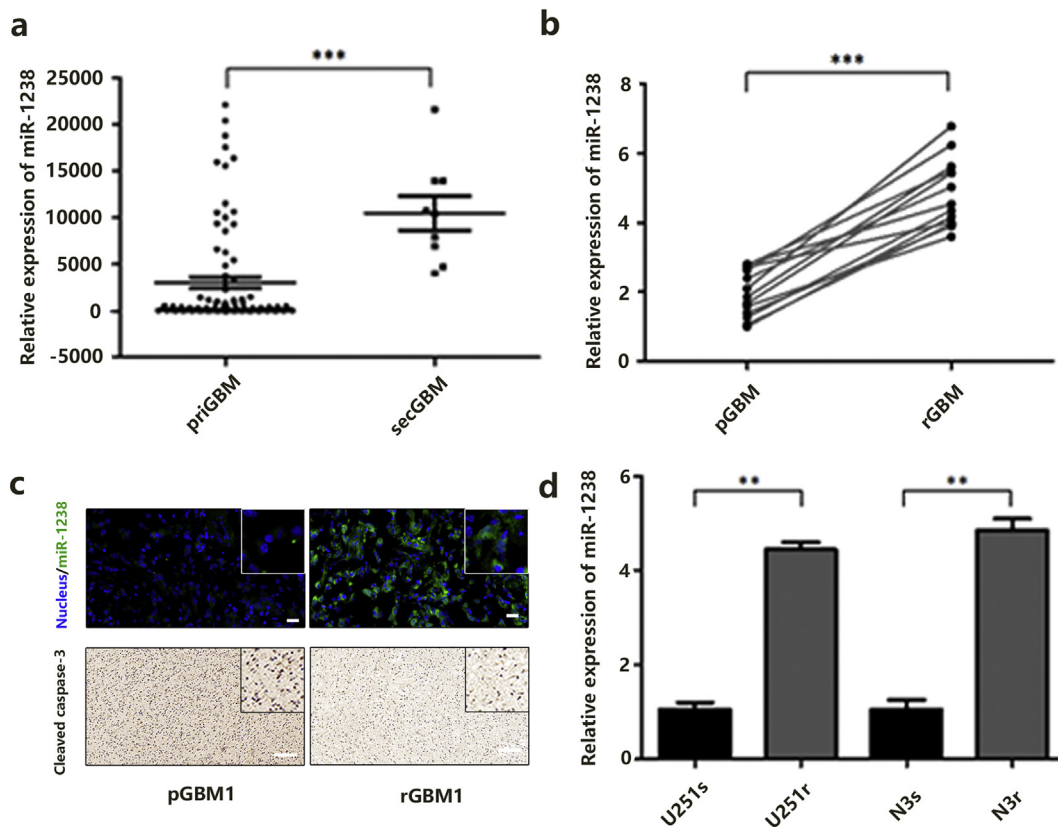 a
***
Relative expression of miR-1238
25000
20000
15000
10000
5000
0
-5000
priGBM
secGBM
b
***
Relative expression of miR-1238
8
6
4
2
0
pGBM
rGBM
c
Nucleus/miR-1238
Cleaved caspase-3
pGBM1
rGBM1
d
**
**
Relative expression of miR-1238
6
4
2
0
U251s
U251r
N3s
N3r